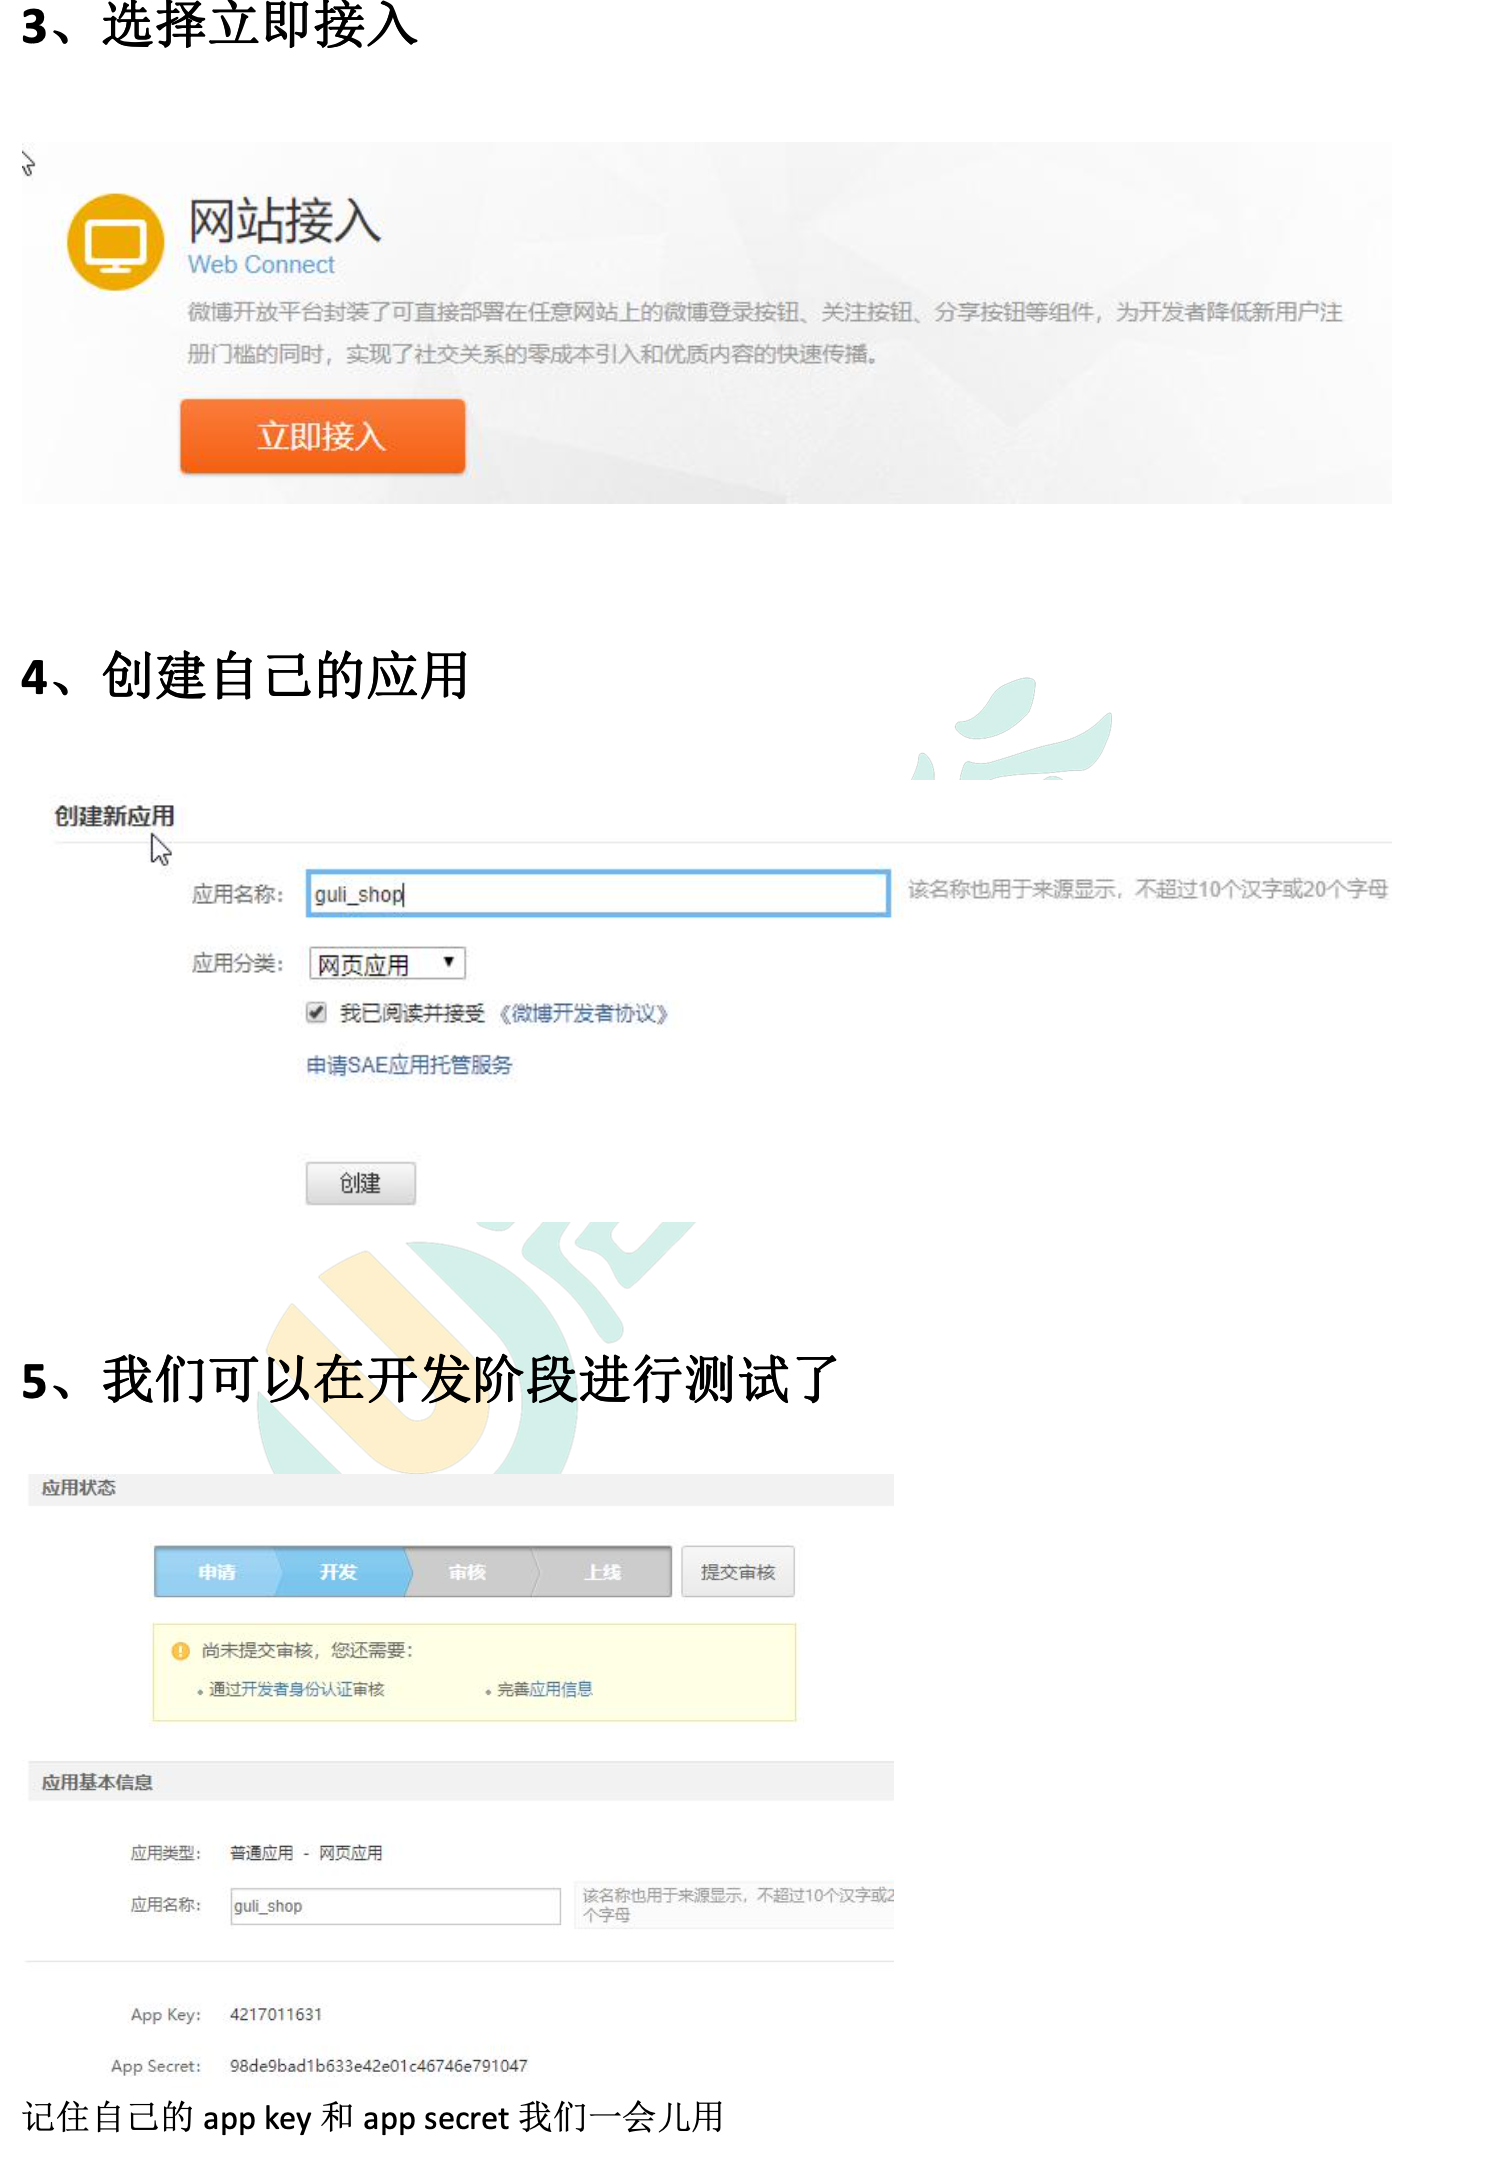 3、选择立即接入
网站接入
Web Connect
微博开放平台封装了可直接部署在任意网站上的微博登录按钮、关注按钮、分享按钮等组件，为开发者降低新用户注
册门槛的同时，实现了社交关系的零成本引入和优质内容的快速传播。
立即接入
4、创建自己的应用
创建新应用
应用名称： guli_shop 该名称也用于来源显示，不超过10个汉字或20个字母
应用分类： 网页应用
我已阅读并接受《微博开发者协议》
申请SAE应用托管服务
创建
5、我们可以在开发阶段进行测试了
应用状态
申请 开发 审核 上线 提交审核
尚未提交审核，您还需要：
通过开发者身份认证审核 完善应用信息
应用基本信息
应用类型： 普通应用 - 网页应用
应用名称： guli_shop 该名称也用于来源显示，不超过10个汉字或2
个字母
App Key: 4217011631
App Secret: 98de9bad1b633e42e01c46746e791047
记住自己的 app key 和 app secret 我们一会儿用